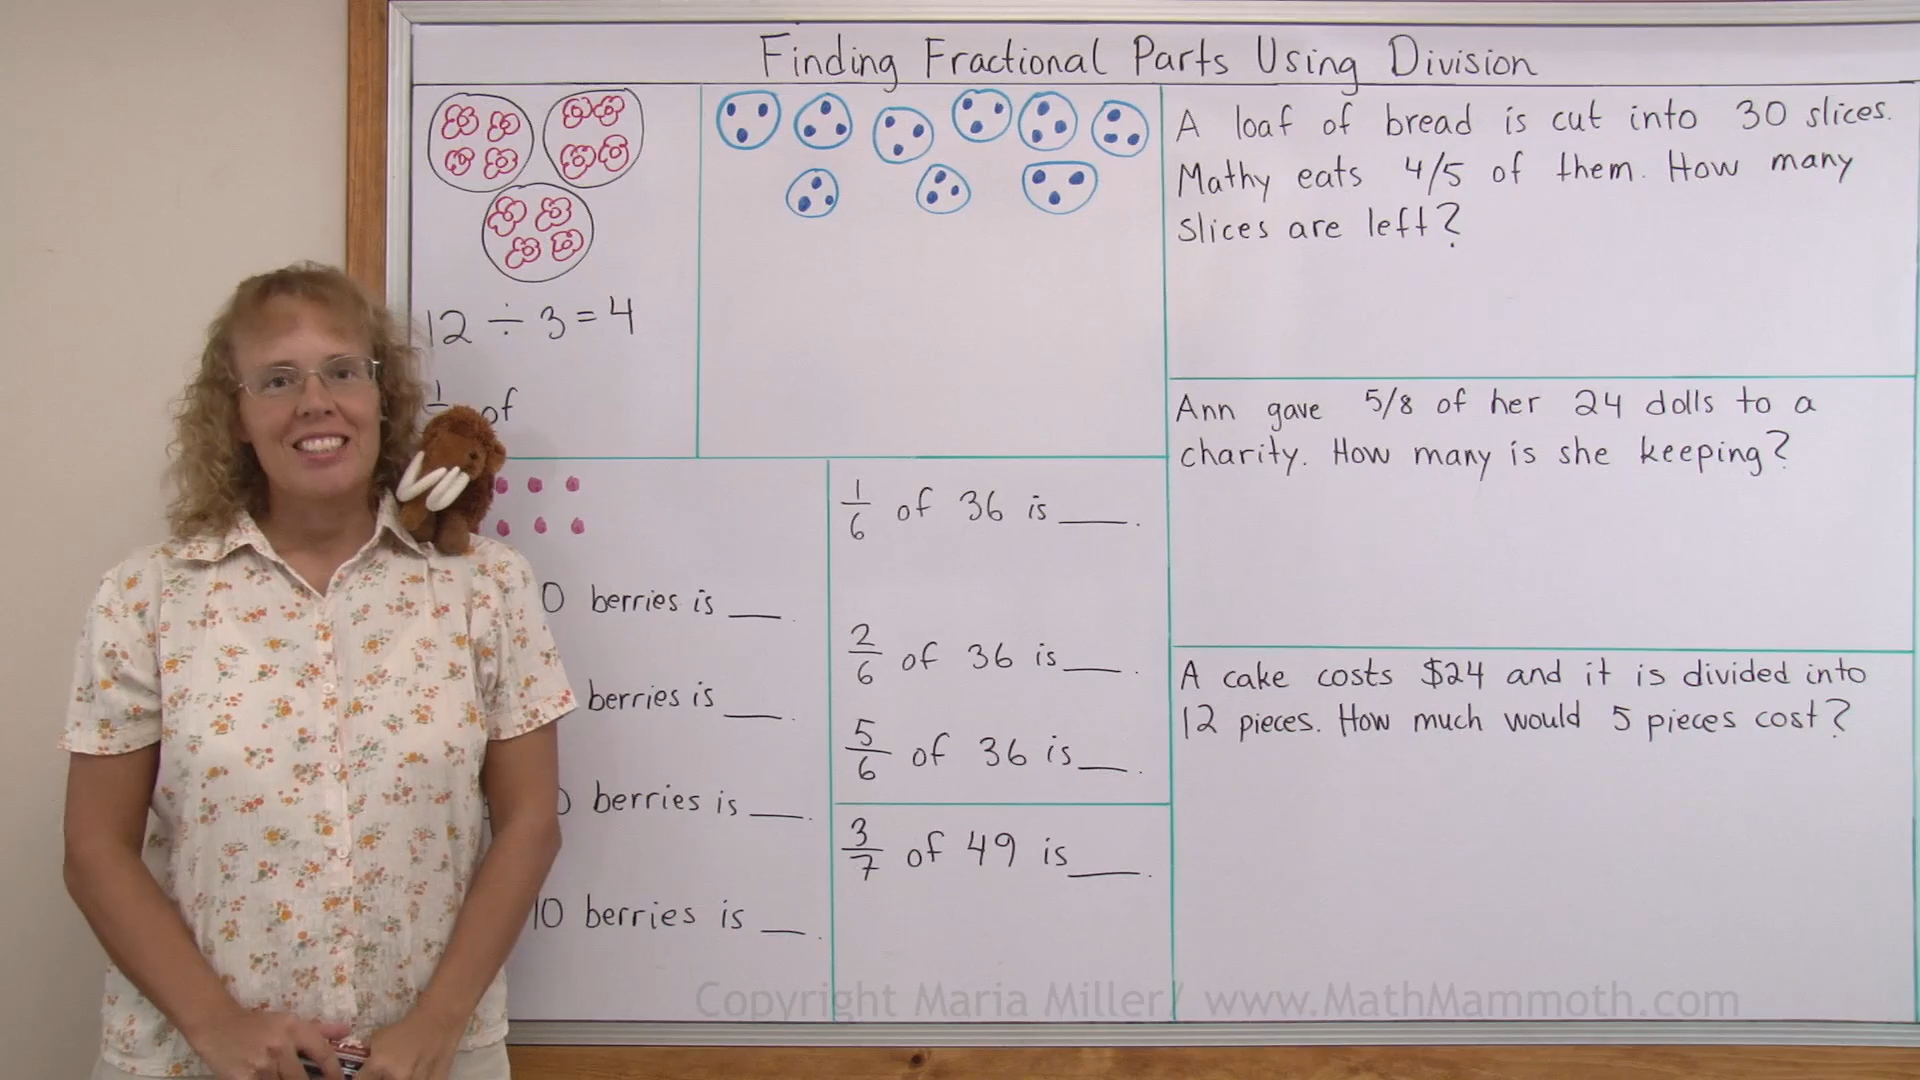 Finding Fractional Parts Using Division
12 ÷ 3 = 4
1
of
0 berries is ___.
berries is ___.
berries is ___.
10 berries is ___.
1/6 of 36 is ___.
2/6 of 36 is ___.
5/6 of 36 is ___.
3/7 of 49 is ___.
A loaf of bread is cut into 30 slices.
Mathy eats 4/5 of them. How many
slices are left?
Ann gave 5/8 of her 24 dolls to a
charity. How many is she keeping?
A cake costs $24 and it is divided into
12 pieces. How much would 5 pieces cost?
Copyright Maria Miller/ www.MathMammoth.com